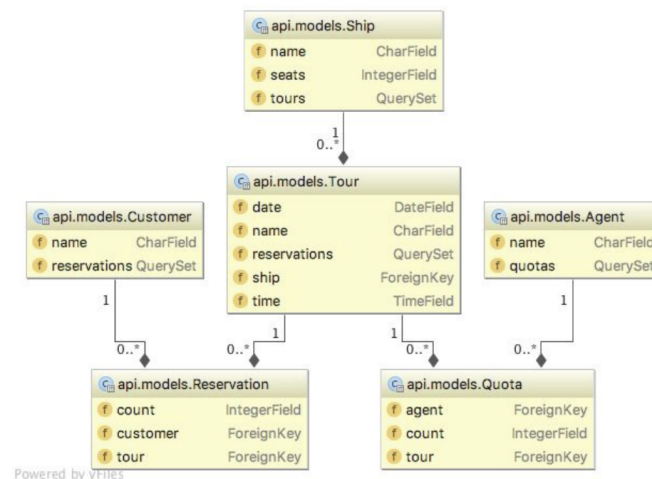 api.models.Ship
name CharField
seats IntegerField
tours QuerySet
1
0..*
api.models.Tour
date DateField
name CharField
reservations QuerySet
ship ForeignKey
time TimeField
api.models.Customer
name CharField
reservations QuerySet
api.models.Agent
name CharField
quotas QuerySet
1
1
1
1
0..*
0..*
0..*
0..*
api.models.Reservation
count IntegerField
customer ForeignKey
tour ForeignKey
api.models.Quota
agent ForeignKey
count IntegerField
tour ForeignKey
Powered by yFiles